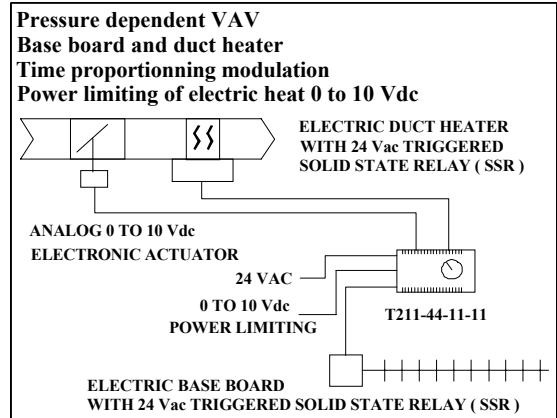 Pressure dependent VAV
Base board and duct heater
Time proportionning modulation
Power limiting of electric heat 0 to 10 Vdc
ELECTRIC DUCT HEATER
WITH 24 Vac TRIGGERED
SOLID STATE RELAY ( SSR )
ANALOG 0 TO 10 Vdc
ELECTRONIC ACTUATOR
24 VAC
0 TO 10 Vdc
POWER LIMITING
T211-44-11-11
ELECTRIC BASE BOARD
WITH 24 Vac TRIGGERED SOLID STATE RELAY ( SSR )